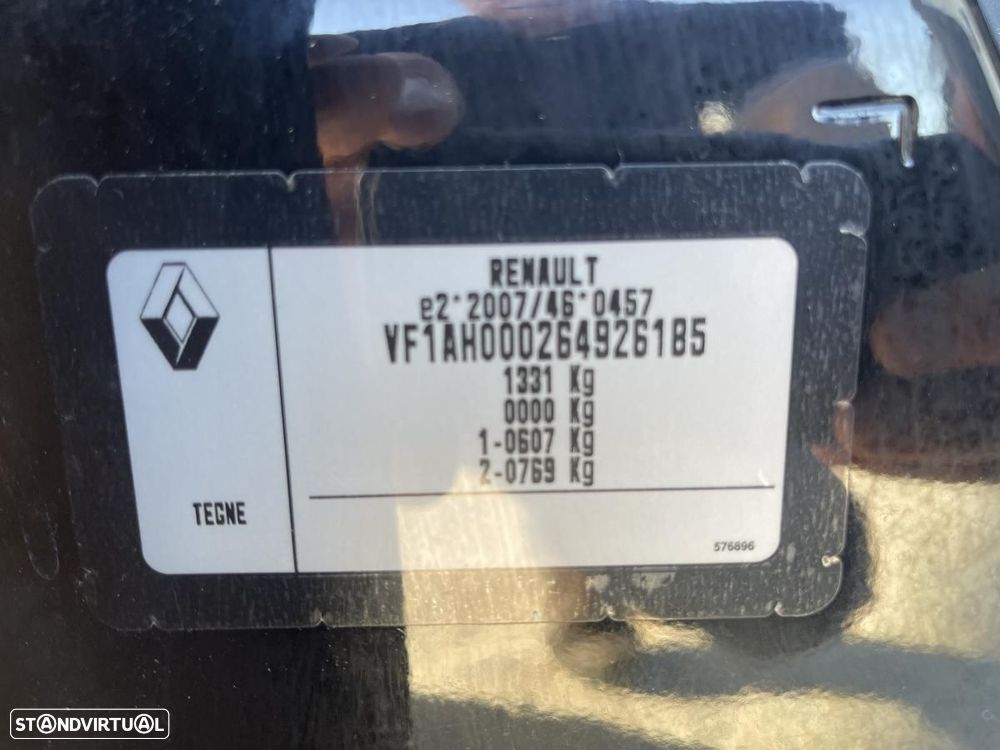 RENAULT
e2*2007/46*0457
VF1AH000264926185
1331 Kg
0000 Kg
1-0607 Kg
2-0769 Kg
TEGNE
576896
STANDVIRTUAL